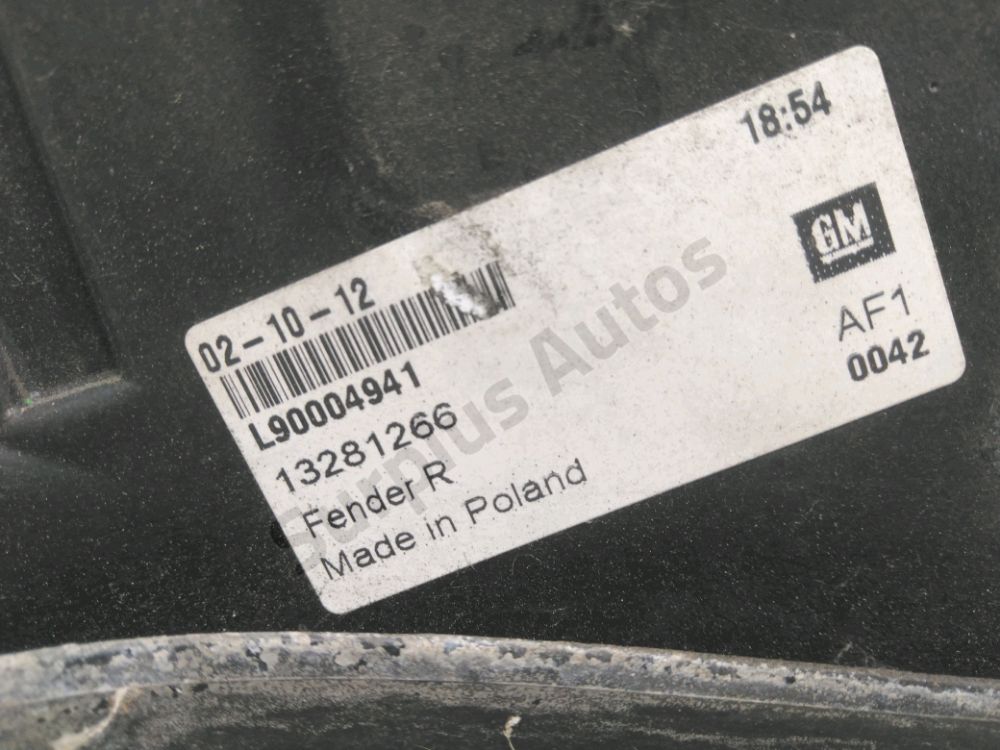 18:54
02-10-12
GM
L90004941
AF1
13281266
0042
Fender R
Made in Poland
Surplus Autos